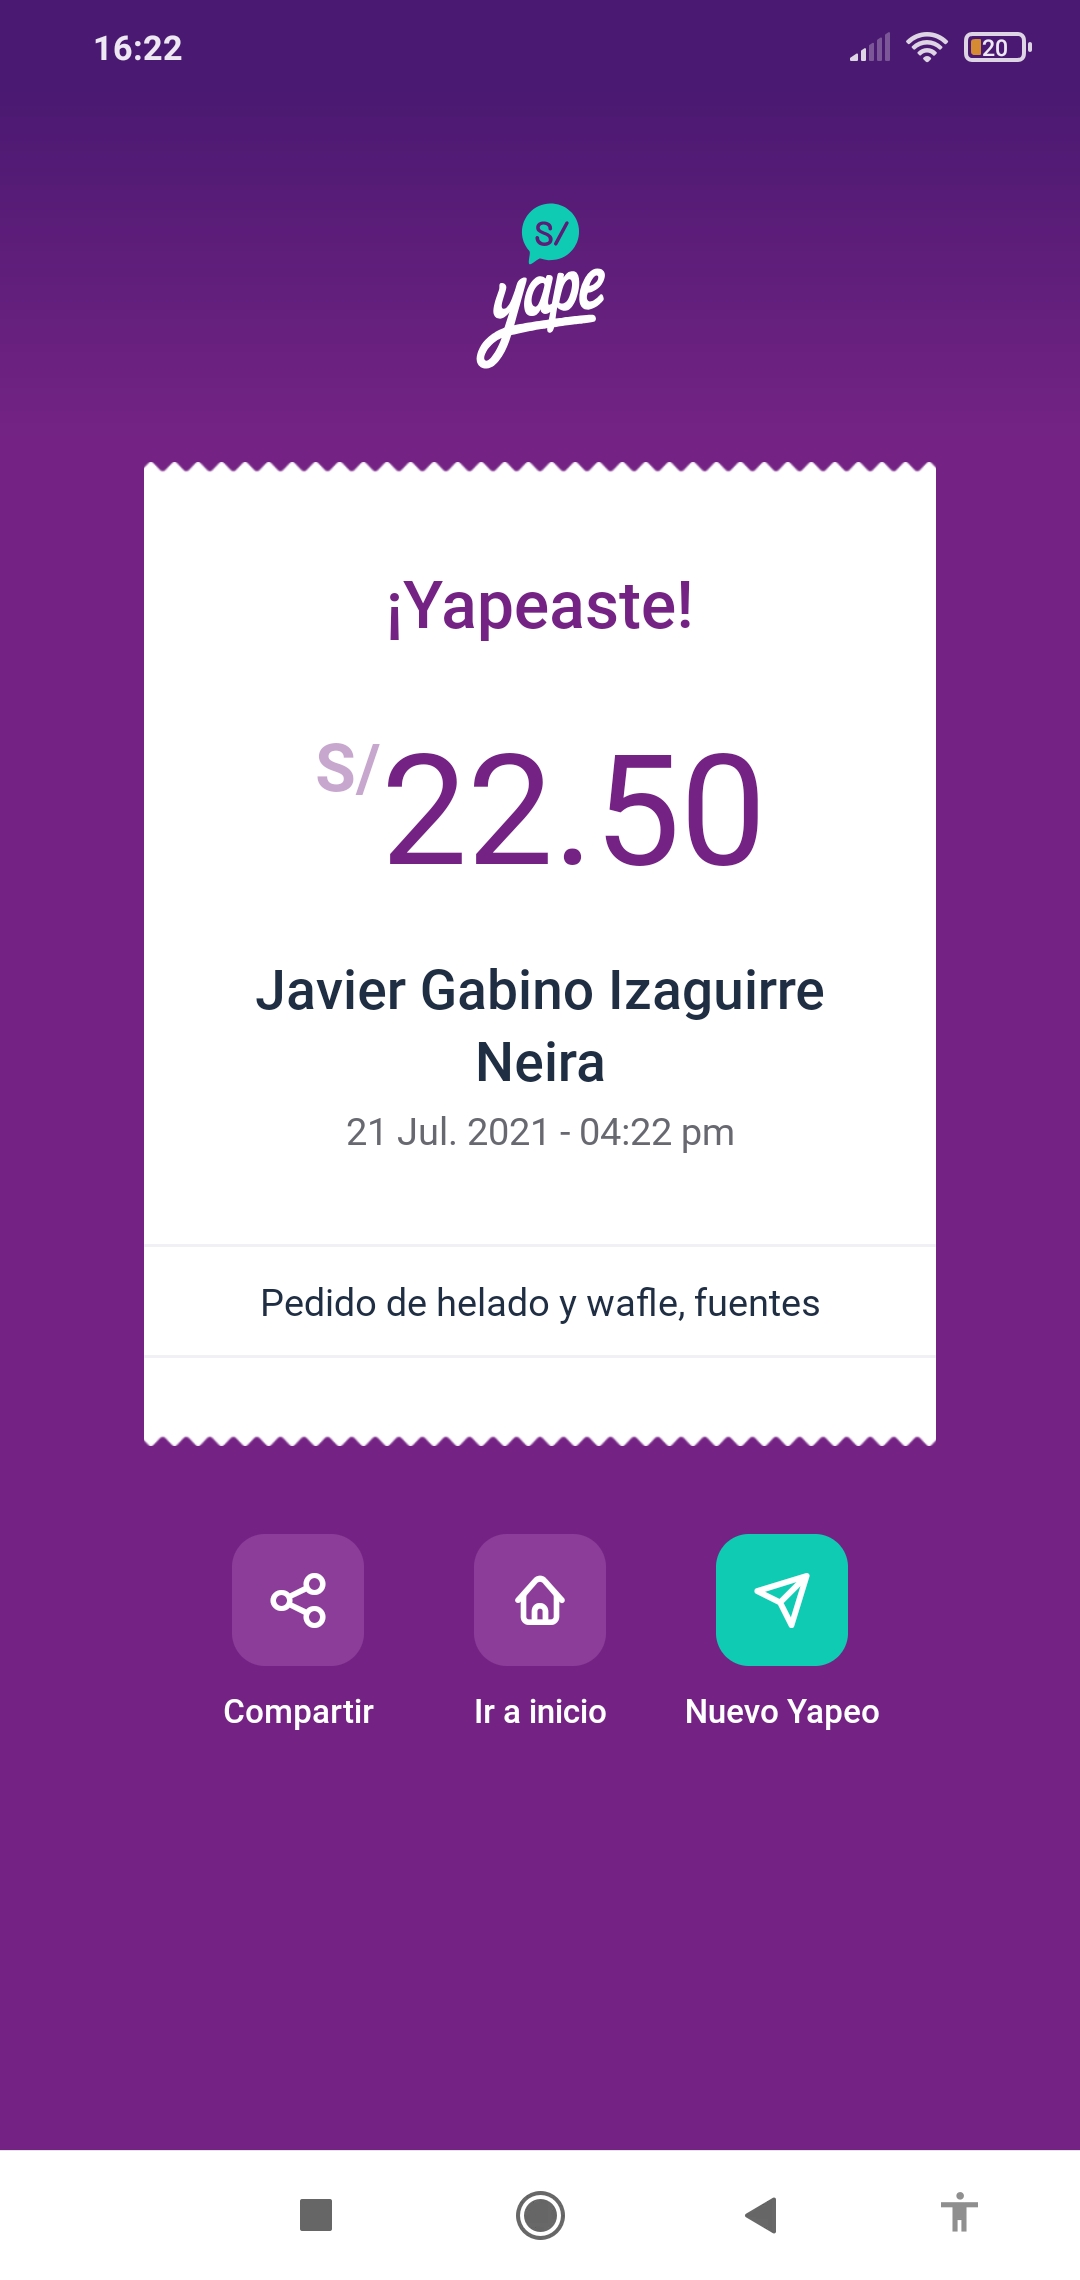 16:22
20
S/
yape
¡Yapeaste!
S/22.50
Javier Gabino Izaguirre
Neira
21 Jul. 2021 - 04:22 pm
Pedido de helado y wafle, fuentes
Compartir Ir a inicio Nuevo Yapeo